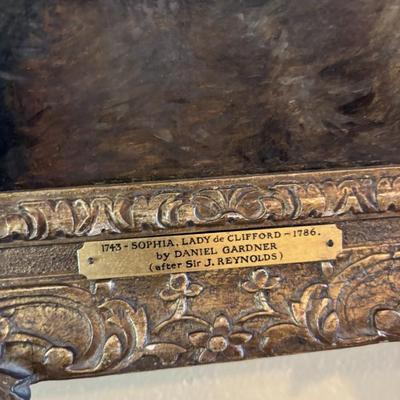 1743 - SOPHIA, LADY de CLIFFORD - 1786.
by DANIEL GARDNER
(after Sir J. REYNOLDS)